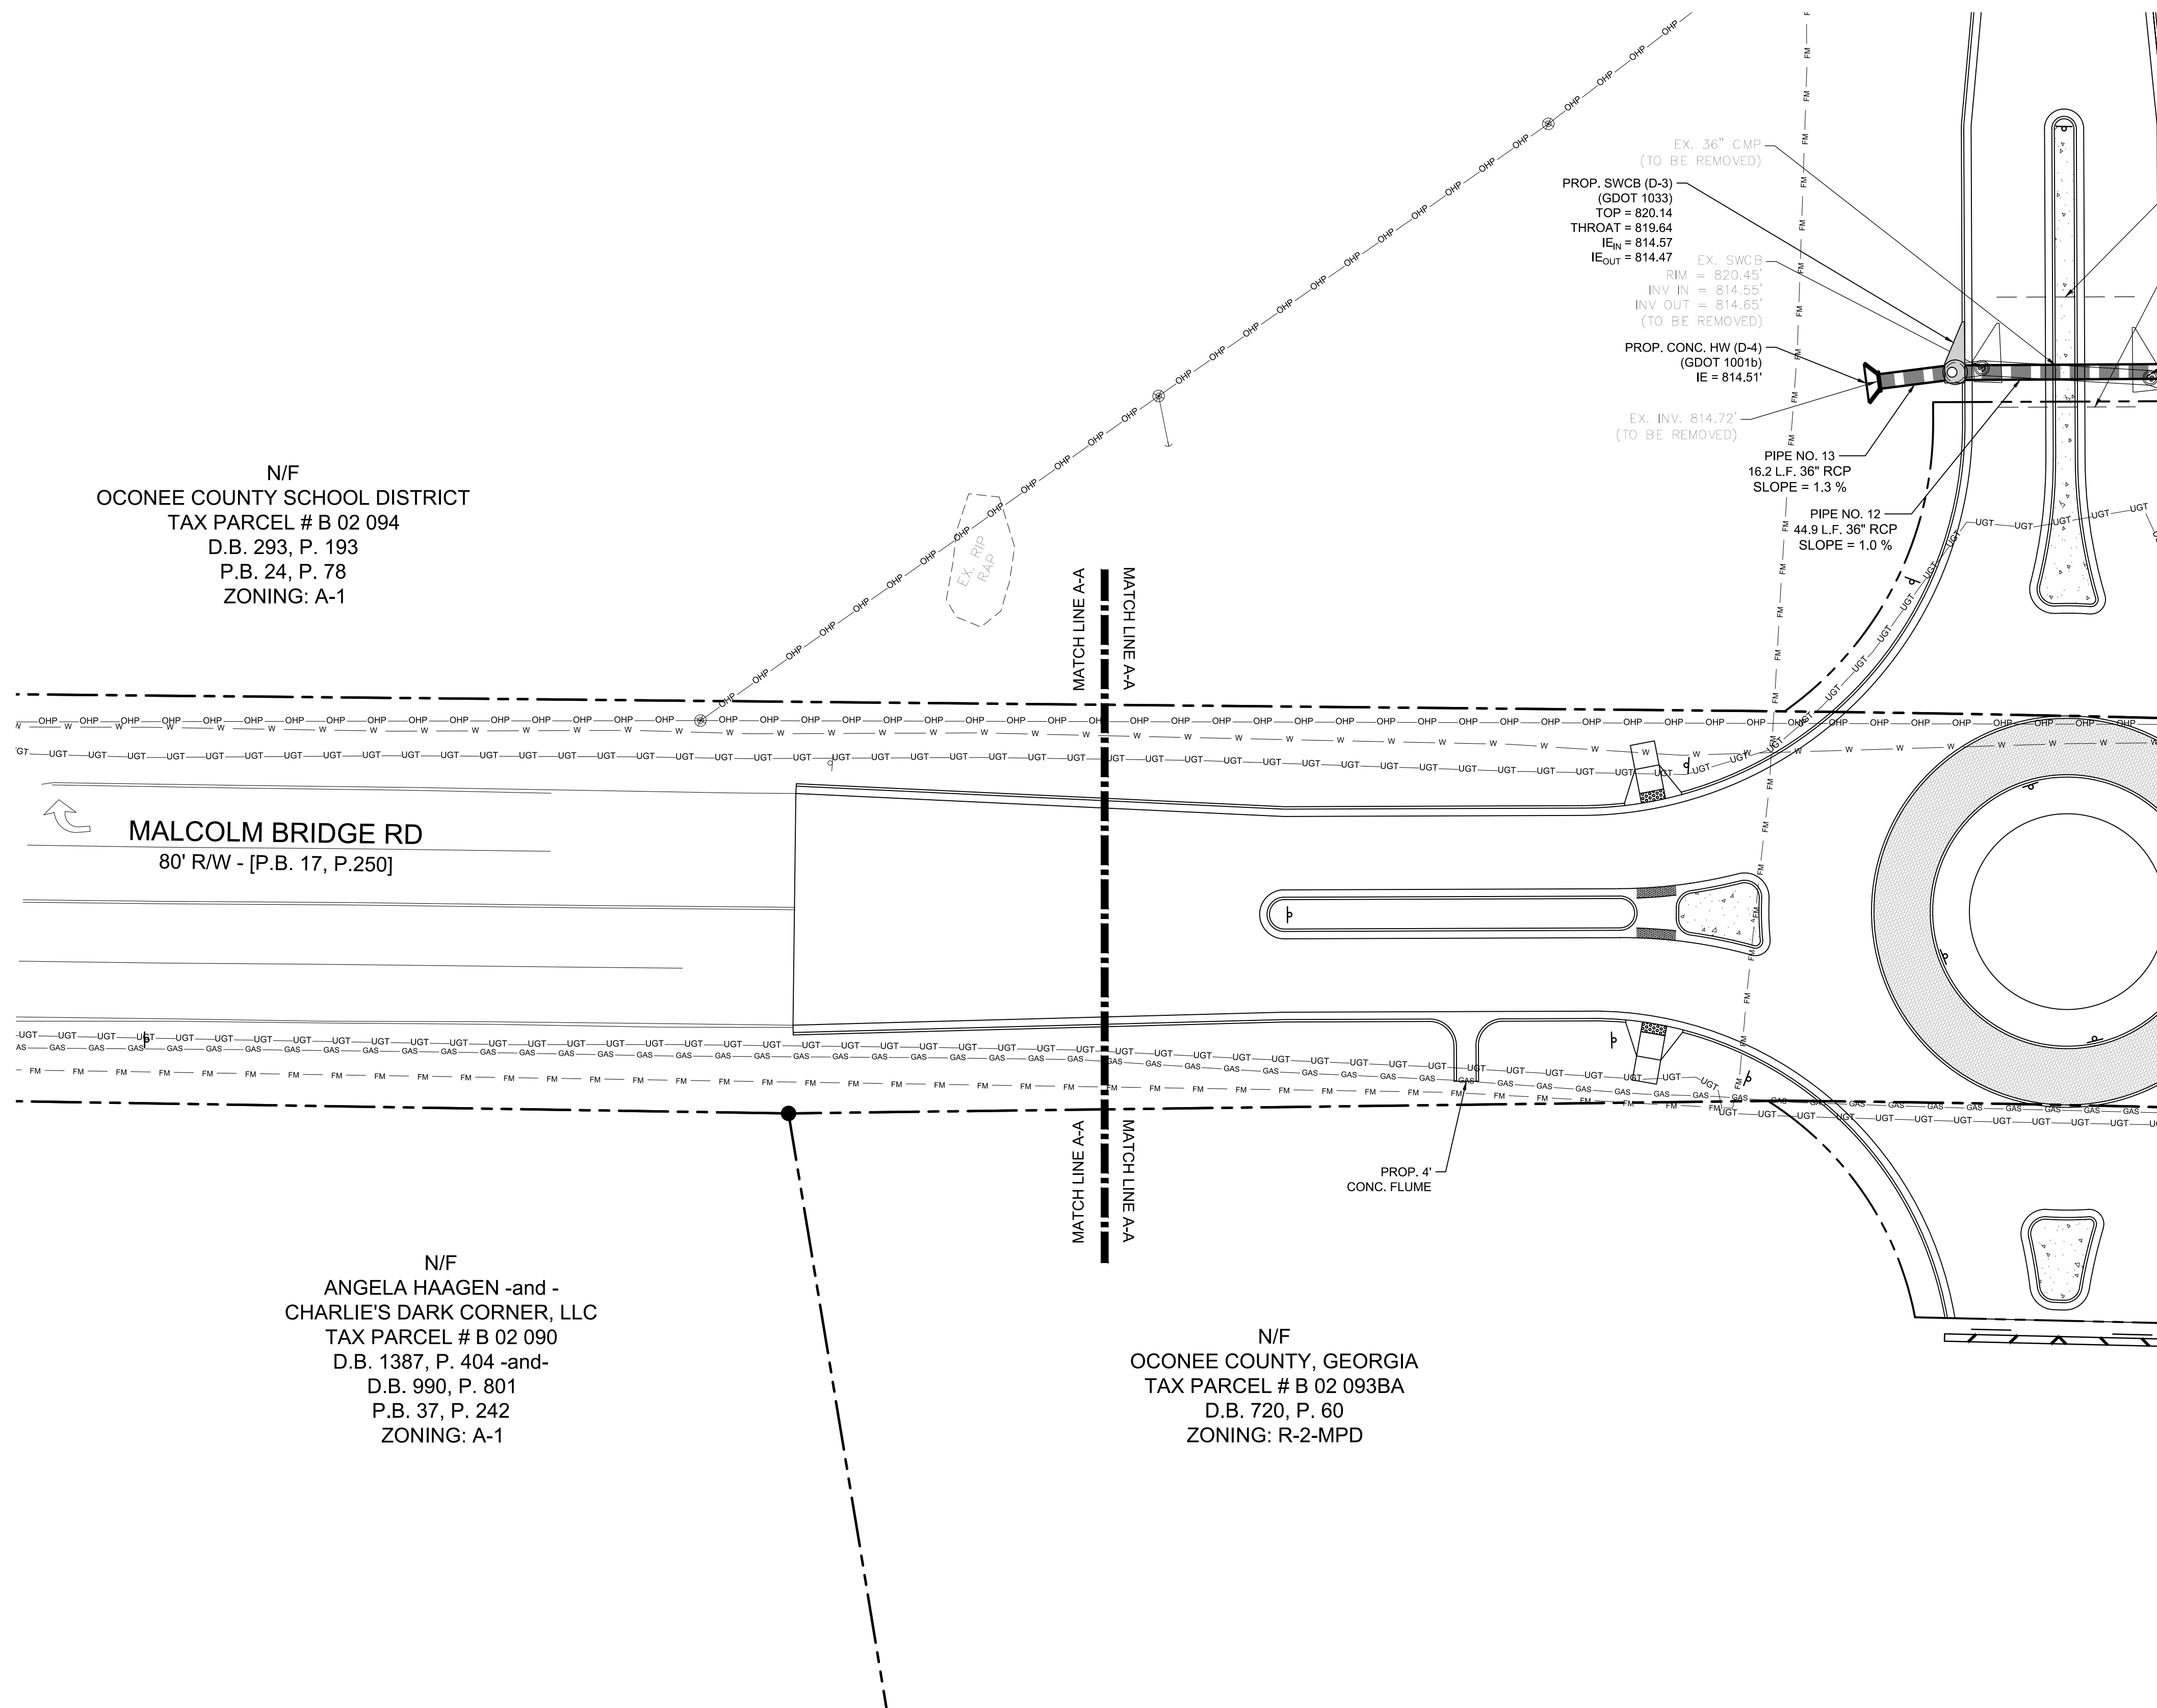 EX. 36" CMP
(TO BE REMOVED)
PROP. SWCB (D-3)
(GDOT 1033)
TOP = 820.14
THROAT = 819.64
IEIN = 814.57
IEOUT = 814.47
EX. SWCB
RIM = 820.45'
INV IN = 814.55'
INV OUT = 814.65'
(TO BE REMOVED)
PROP. CONC. HW (D-4)
(GDOT 1001b)
IE = 814.51'
EX. INV. 814.72'
(TO BE REMOVED)
PIPE NO. 13
16.2 L.F. 36" RCP
SLOPE = 1.3 %
PIPE NO. 12
44.9 L.F. 36" RCP
SLOPE = 1.0 %
N/F
OCONEE COUNTY SCHOOL DISTRICT
TAX PARCEL # B 02 094
D.B. 293, P. 193
P.B. 24, P. 78
ZONING: A-1
EX. RIP
RAP
MATCH LINE A-A
MATCH LINE A-A
OHP
W
UGT
MALCOLM BRIDGE RD
80' R/W - [P.B. 17, P.250]
UGT
GAS
FM
MATCH LINE A-A
MATCH LINE A-A
PROP. 4'
CONC. FLUME
N/F
ANGELA HAAGEN -and -
CHARLIE'S DARK CORNER, LLC
TAX PARCEL # B 02 090
D.B. 1387, P. 404 -and-
D.B. 990, P. 801
P.B. 37, P. 242
ZONING: A-1
N/F
OCONEE COUNTY, GEORGIA
TAX PARCEL # B 02 093BA
D.B. 720, P. 60
ZONING: R-2-MPD